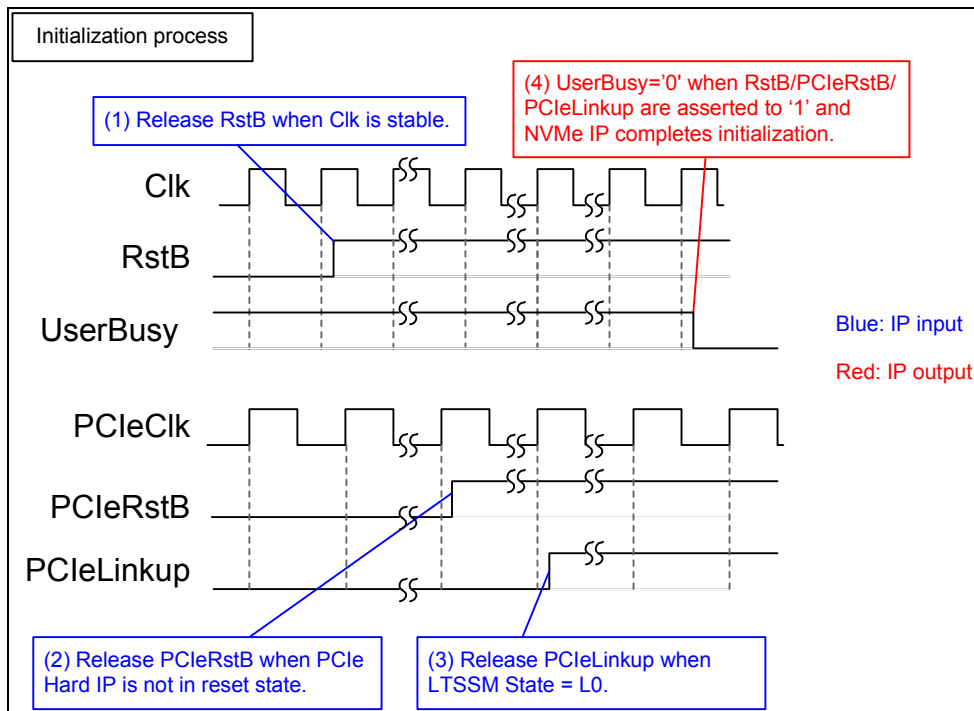 Initialization process
(4) UserBusy='0' when RstB/PCIeRstB/
PCIeLinkup are asserted to ‘1’ and
NVMe IP completes initialization.
(1) Release RstB when Clk is stable.
Clk
RstB
UserBusy
Blue: IP input
Red: IP output
PCIeClk
PCIeRstB
PCIeLinkup
(2) Release PCIeRstB when PCIe
Hard IP is not in reset state.
(3) Release PCIeLinkup when
LTSSM State = L0.